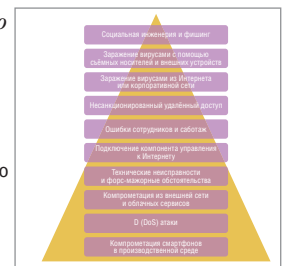 о
Социальная инженерия и фишинг
Заражение вирусами с помощью
съёмных носителей и внешних устройств
Заражение вирусами из Интернета
или корпоративной сети
Несанкционированный удалённый доступ
Ошибки сотрудников и саботаж
Подключение компонента управления
к Интернету
о
Технические неисправности
и форс-мажорные обстоятельства
Компрометация из внешней сети
и облачных сервисов
D (DoS) атаки
Компрометация смартфонов
в производственной среде